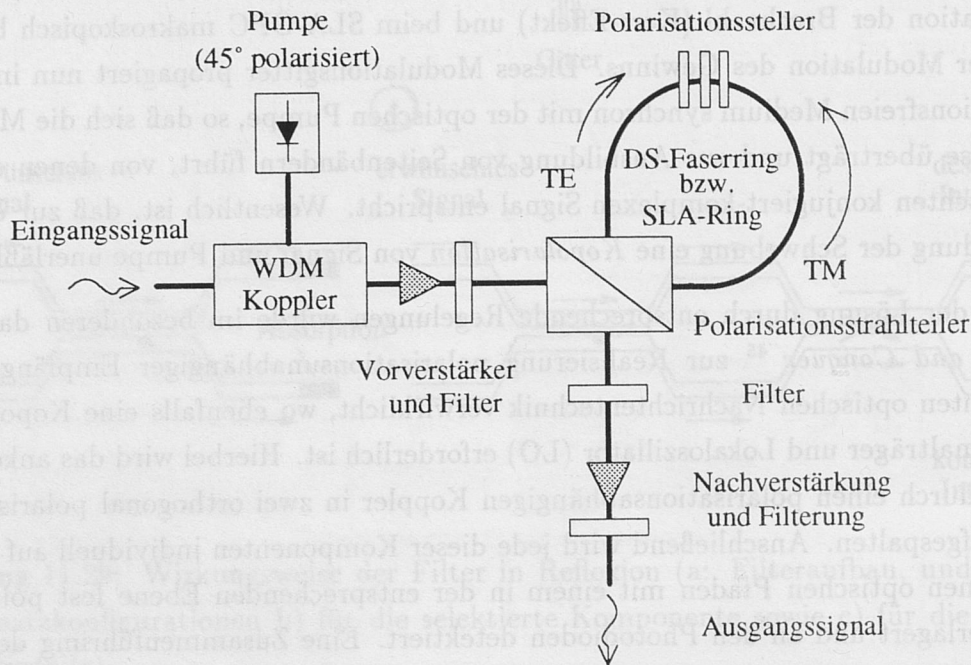 Pumpe
(45° polarisiert)
Polarisationssteller
TE
DS-Faserring
bzw.
SLA-Ring
TM
Eingangssignal
WDM
Koppler
Vorverstärker
und Filter
Polarisationsstrahlteiler
Filter
Nachverstärkung
und Filterung
Ausgangssignal